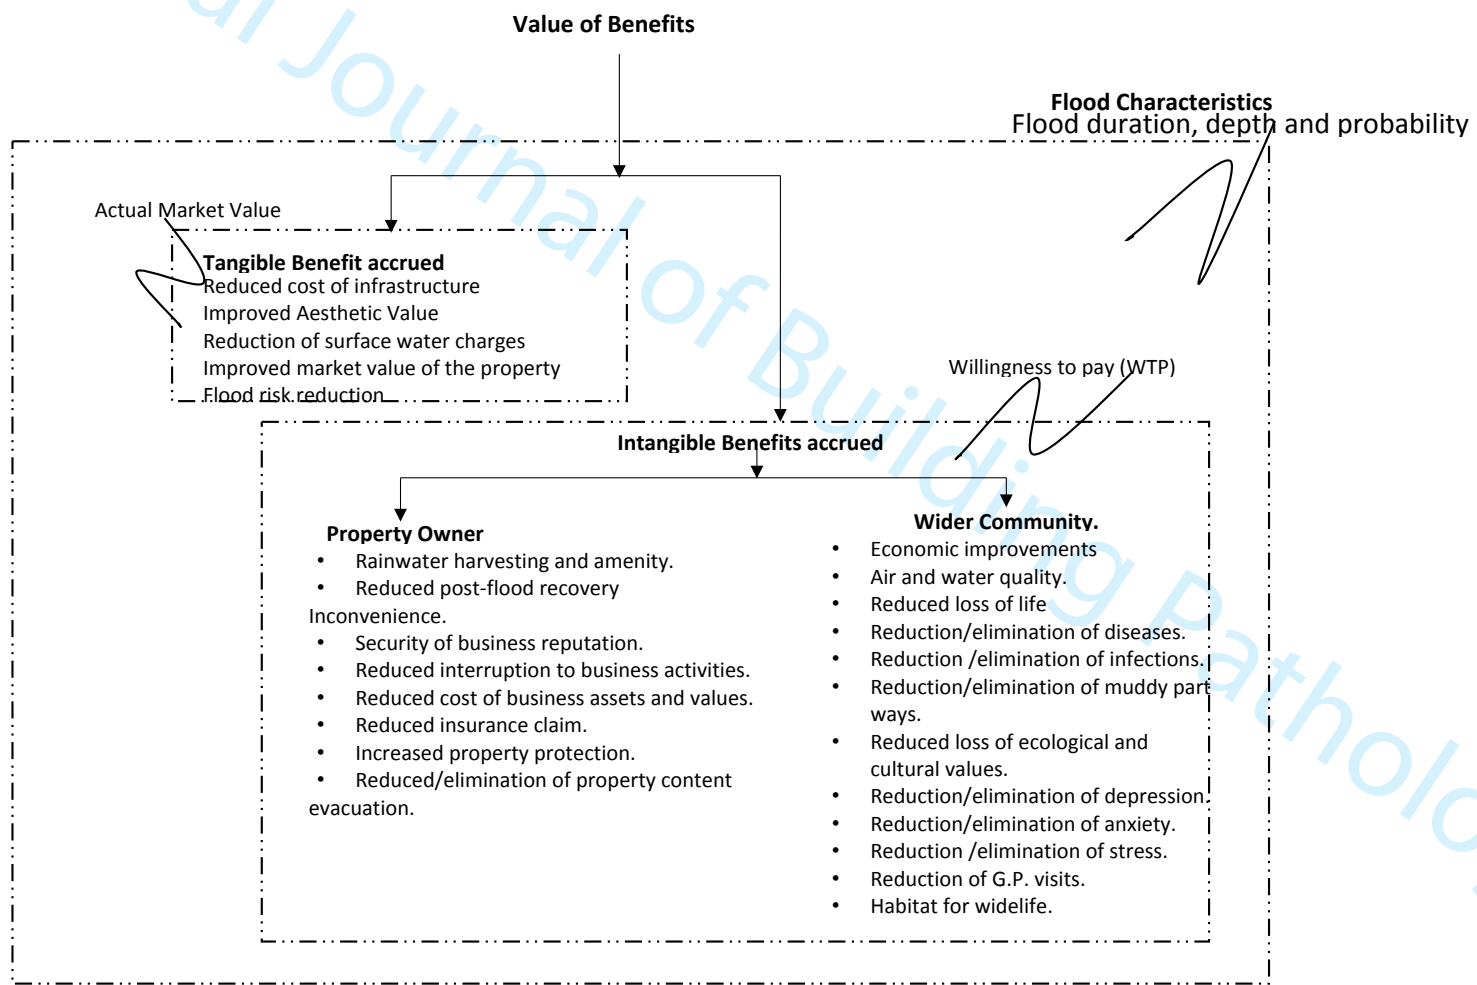 Value of Benefits
Flood Characteristics
Flood duration, depth and probability
Actual Market Value
Tangible Benefit accrued
Reduced cost of infrastructure
Improved Aesthetic Value
Reduction of surface water charges
Improved market value of the property
Flood risk reduction
Willingness to pay (WTP)
Intangible Benefits accrued
Property Owner
• Rainwater harvesting and amenity.
• Reduced post-flood recovery
Inconvenience.
• Security of business reputation.
• Reduced interruption to business activities.
• Reduced cost of business assets and values.
• Reduced insurance claim.
• Increased property protection.
• Reduced/elimination of property content
evacuation.
Wider Community.
• Economic improvements
• Air and water quality.
• Reduced loss of life
• Reduction/elimination of diseases.
• Reduction /elimination of infections.
• Reduction/elimination of muddy part
ways.
• Reduced loss of ecological and
cultural values.
• Reduction/elimination of depression.
• Reduction/elimination of anxiety.
• Reduction /elimination of stress.
• Reduction of G.P. visits.
• Habitat for widelife.
Journal of Building